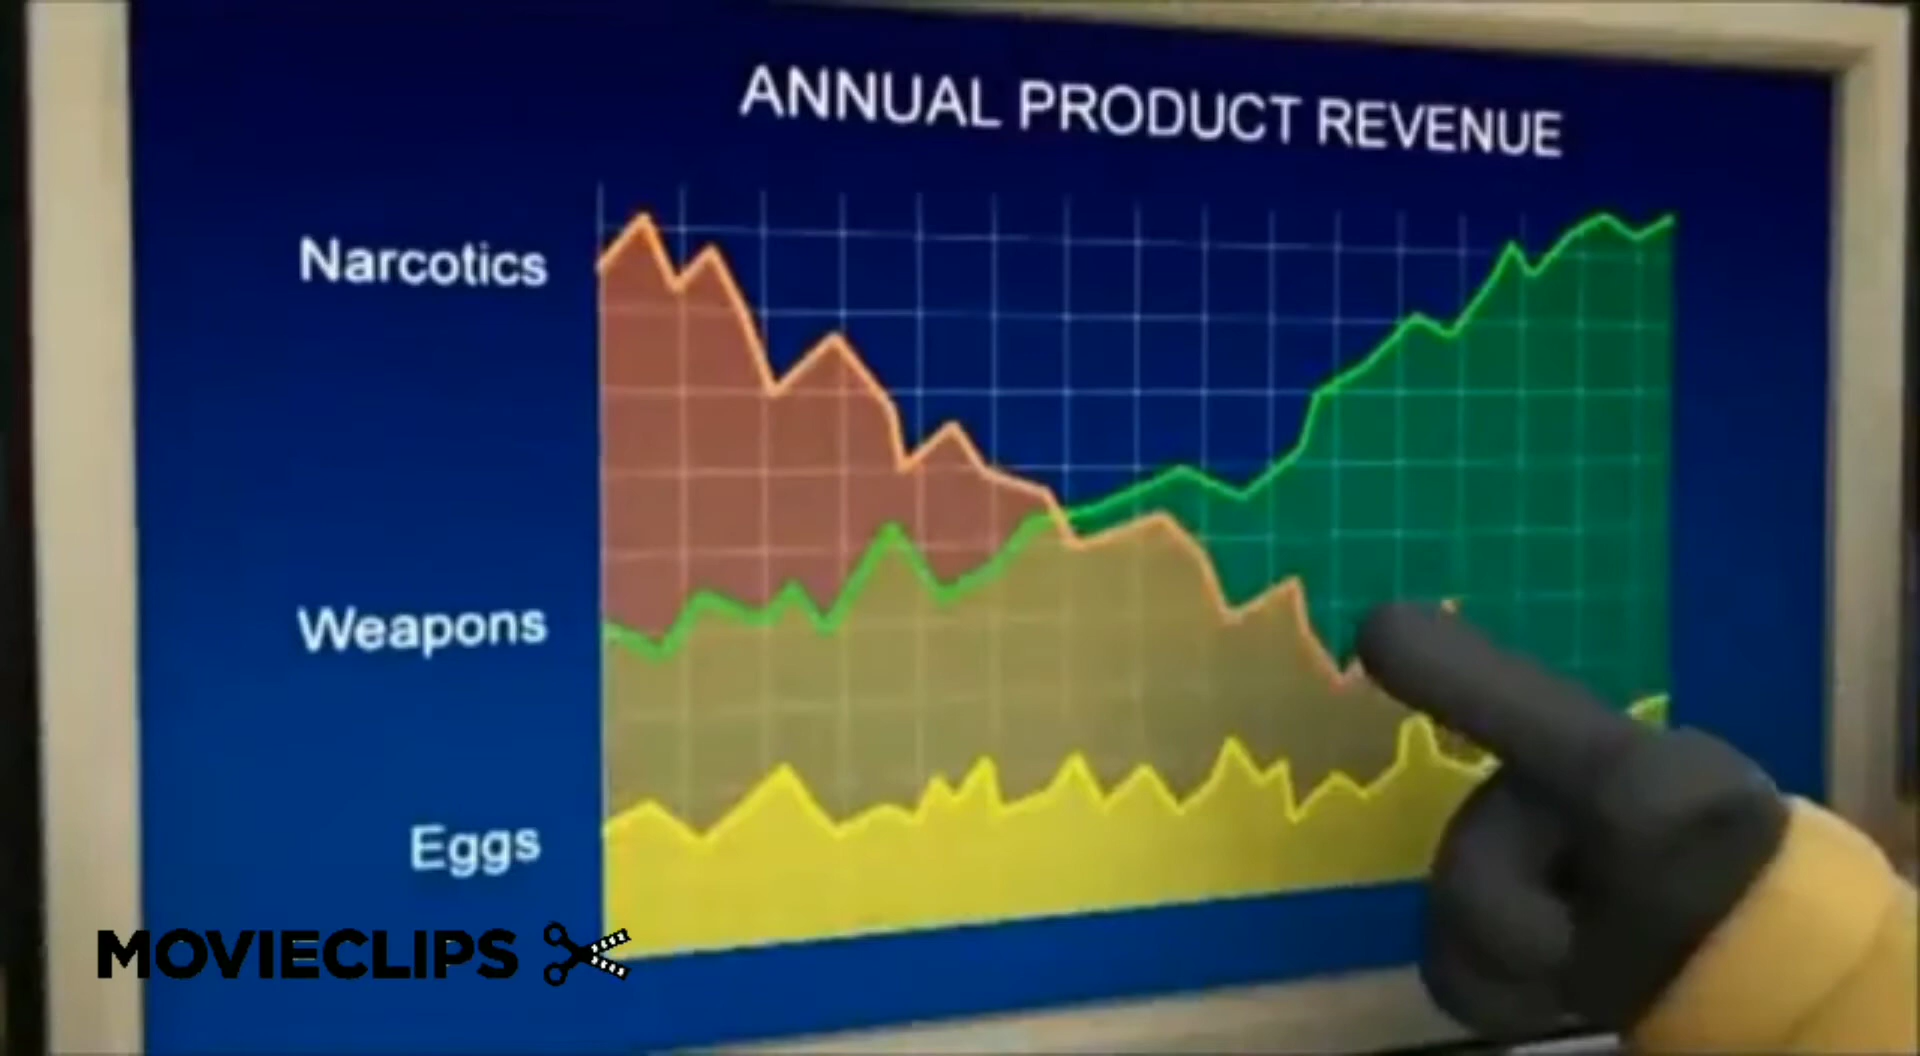 ANNUAL PRODUCT REVENUE
Narcotics
Weapons
Eggs
MOVIECLIPS